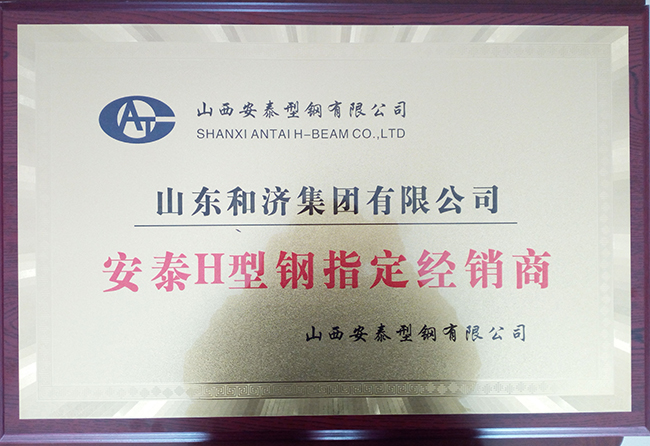 山西安泰型钢有限公司
SHANXI ANTAI H-BEAM CO.,LTD
山东和济集团有限公司
安泰H型钢指定经销商
山西安泰型钢有限公司